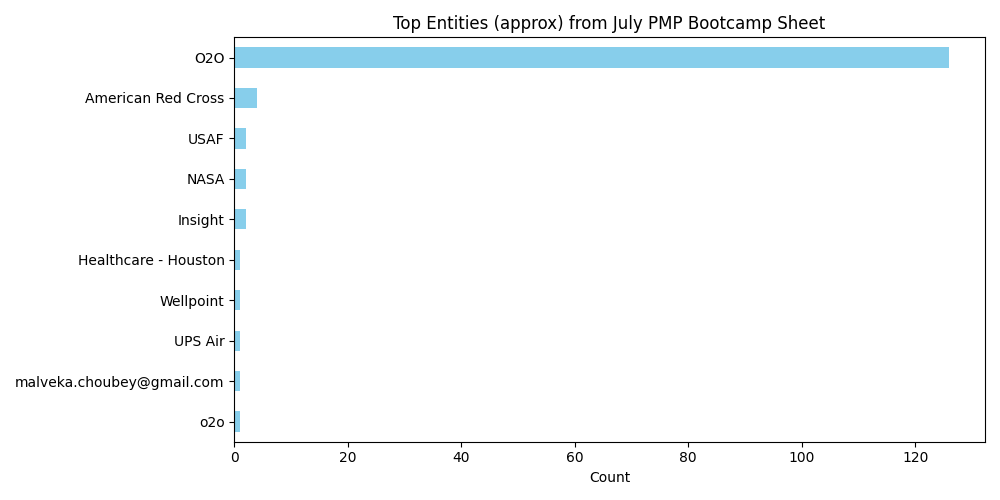 Top Entities (approx) from July PMP Bootcamp Sheet
O2O
American Red Cross
USAF
NASA
Insight
Healthcare - Houston
Wellpoint
UPS Air
malveka.choubey@gmail.com
o2o
0 20 40 60 80 100 120
Count